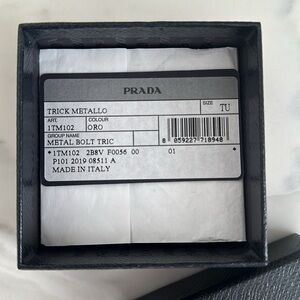 PRADA
TRICK METALLO
SIZE TU
ART. COLOUR
1TM102 ORO
GROUP NAME
METAL BOLT TRIC
8 059227 718948
*1TM102 2B8V F0056 00 01 *
P101 2019 08511 A
MADE IN ITALY